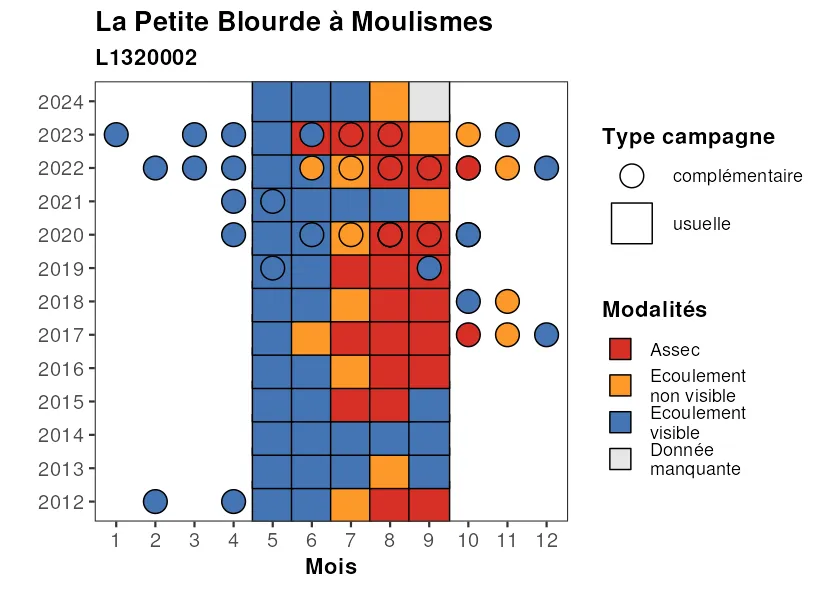 La Petite Blourde à Moulismes
L1320002
2024
2023
2022
2021
2020
2019
2018
2017
2016
2015
2014
2013
2012
1 2 3 4 5 6 7 8 9 10 11 12
Mois
Type campagne
complémentaire
usuelle
Modalités
Assec
Ecoulement
non visible
Ecoulement
visible
Donnée
manquante